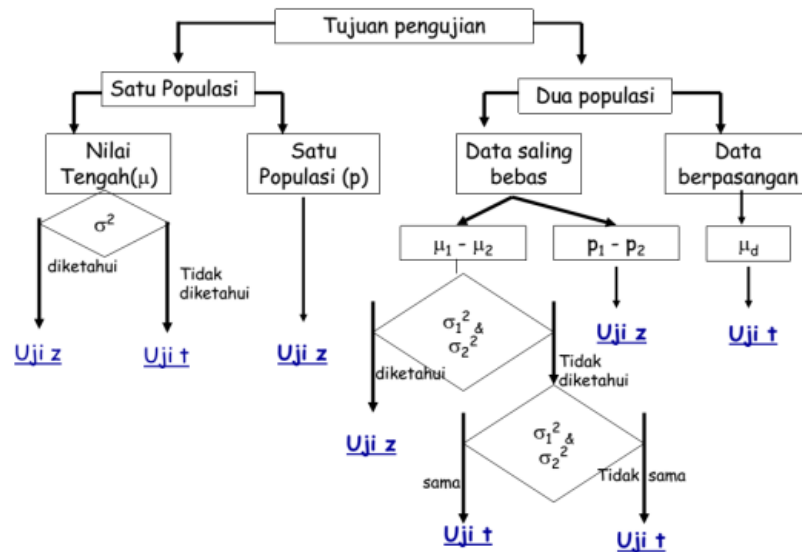 Tujuan pengujian
Satu Populasi
Dua populasi
Nilai
Tengah(μ)
Satu
Populasi (p)
Data saling
bebas
Data
berpasangan
σ²
diketahui
Tidak
diketahui
μ₁ - μ₂
p₁ - p₂
μd
Uji z
Uji t
Uji z
σ₁² &
σ₂²
Uji z
Uji t
diketahui
Tidak
diketahui
Uji z
σ₁² &
σ₂²
sama
Tidak sama
Uji t
Uji t